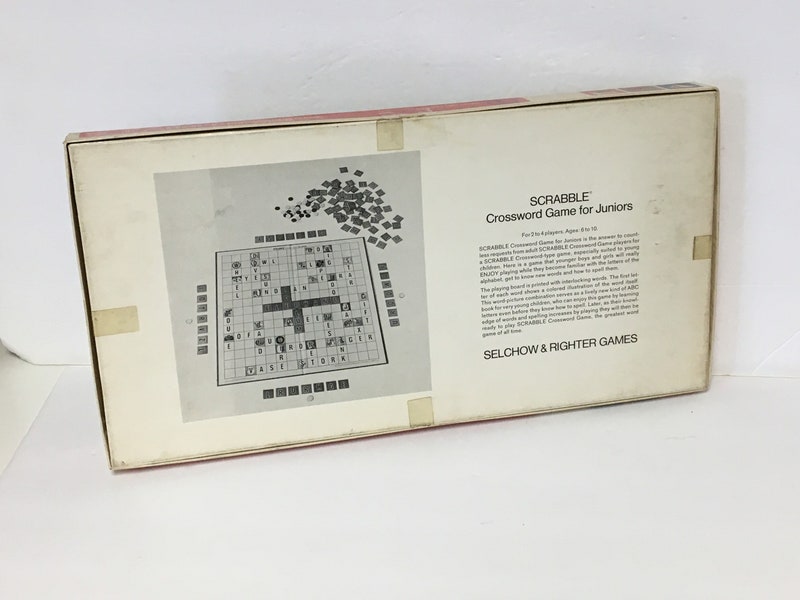 SCRABBLE®
Crossword Game for Juniors
For 2 to 4 players. Ages: 6 to 10.
SCRABBLE Crossword Game for Juniors is the answer to count-
less requests from adult SCRABBLE Crossword Game players for
a SCRABBLE Crossword-type game, especially suited to young
children. Here is a game that younger boys and girls will really
ENJOY playing while they become familiar with the letters of the
alphabet, get to know new words and how to spell them.
The playing board is printed with interlocking words. The first let-
ter of each word shows a colored illustration of the word itself.
This word-picture combination serves as a lively new kind of ABC
book for very young children, who can enjoy this game by learning
letters even before they know how to spell. Later, as their knowl-
edge of words and spelling increases by playing they will then be
ready to play SCRABBLE Crossword Game, the greatest word
game of all time.
SELCHOW & RIGHTER GAMES